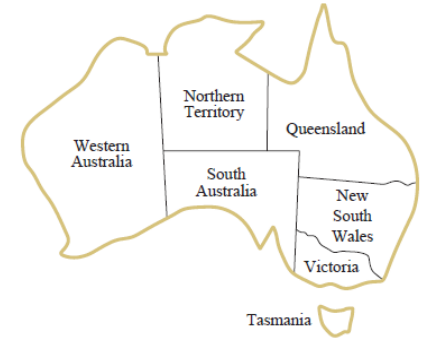 Northern
Territory
Queensland
Western
Australia
South
Australia
New
South
Wales
Victoria
Tasmania